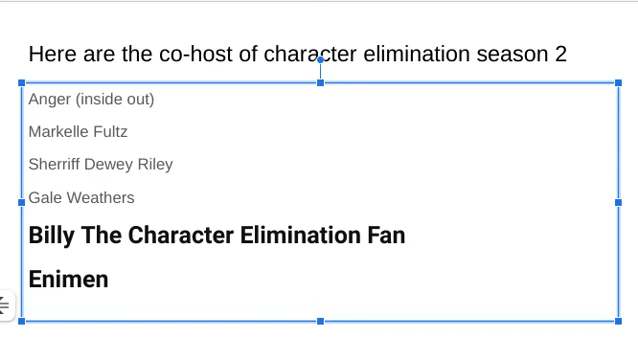 Here are the co-host of character elimination season 2
Anger (inside out)
Markelle Fultz
Sherriff Dewey Riley
Gale Weathers
Billy The Character Elimination Fan
Enimen